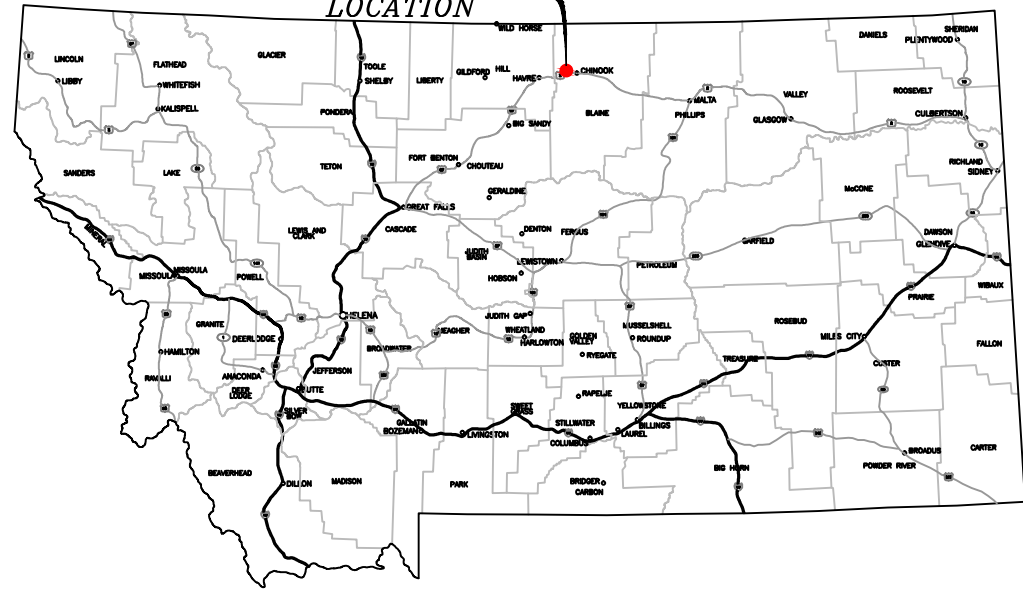 LOCATION
WILD HORSE
SHERIDAN
DANIELS
PLENTYWOOD
LINCOLN
FLATHEAD
GLACIER
TOOLE
GILDFORD
HILL
LIBBY
WHITEFISH
SHELBY
LIBERTY
HAVRE
CHINOOK
VALLEY
ROOSEVELT
MALTA
KALISPELL
PONDERA
BLAINE
PHILLIPS
GLASGOW
CULBERTSON
BIG SANDY
SANDERS
LAKE
TETON
FORT BENTON
CHOUTEAU
RICHLAND
SIDNEY
GERALDINE
McCONE
GREAT FALLS
LEWIS AND
CLARK
CASCADE
DENTON
FERGUS
GARFIELD
DAWSON
GLENDIVE
MINERAL
JUDITH
BASIN
LEWISTOWN
PETROLEUM
MISSOULA
MISSOULA
POWELL
HOBSON
WIBAUX
PRAIRIE
HELENA
JUDITH GAP
GRANITE
DEERLODGE
MEAGHER
WHEATLAND
HARLOWTON
GOLDEN
VALLEY
MUSSELSHELL
ROUNDUP
ROSEBUD
MILES CITY
FALLON
HAMILTON
BROADWATER
RYEGATE
TREASURE
CUSTER
RAVALLI
ANACONDA
JEFFERSON
DEER
LODGE
BUTTE
SILVER
BOW
RAPELJE
SWEET
GRASS
YELLOWSTONE
GALLATIN
BOZEMAN
LIVINGSTON
STILLWATER
COLUMBUS
LAUREL
BILLINGS
BROADUS
CARTER
BEAVERHEAD
DILLON
MADISON
PARK
BRIDGER
CARBON
BIG HORN
POWDER RIVER